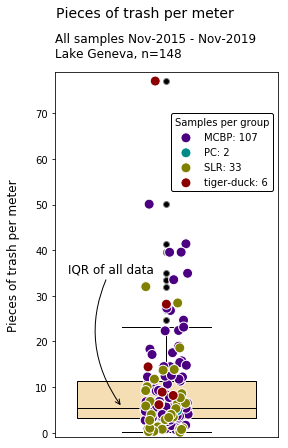 Pieces of trash per meter
All samples Nov-2015 - Nov-2019
Lake Geneva, n=148
Pieces of trash per meter
70
60
50
40
30
20
10
0
Samples per group
MCBP: 107
PC: 2
SLR: 33
tiger-duck: 6
IQR of all data